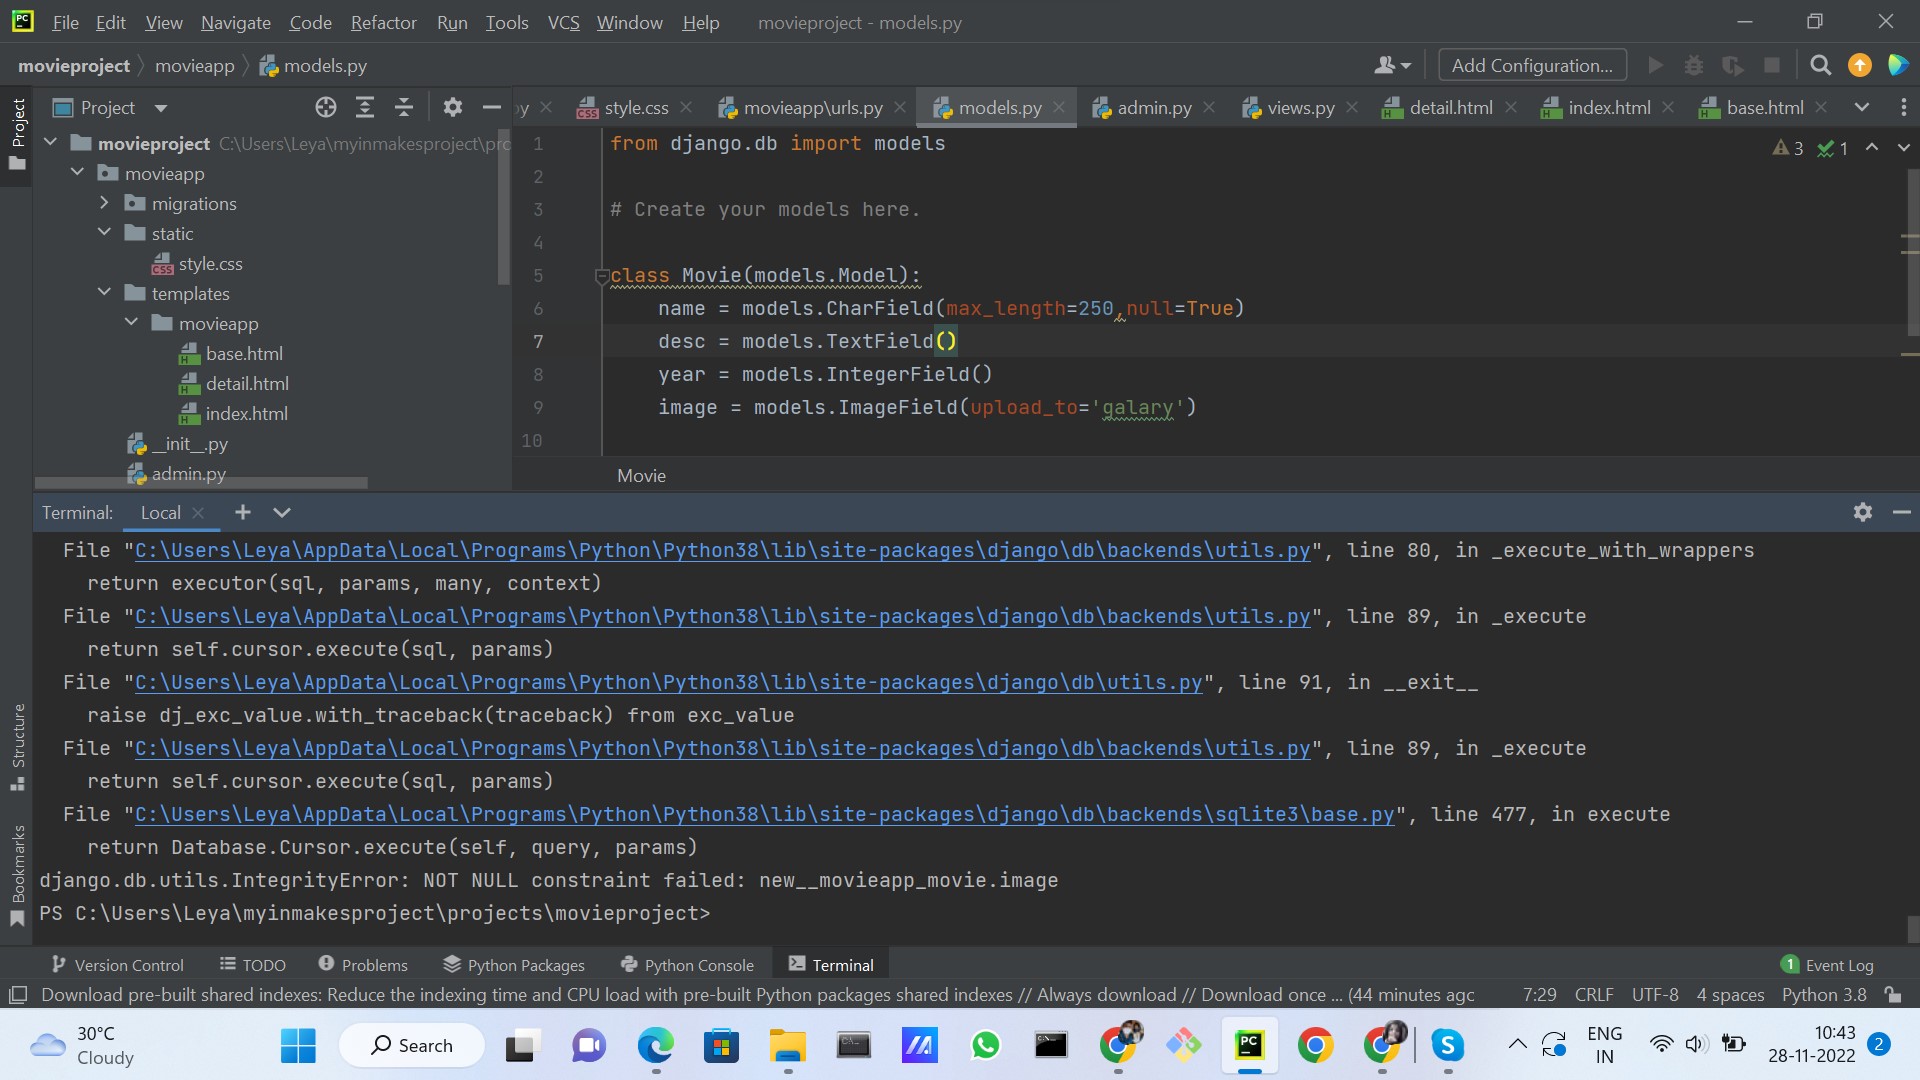 PC File Edit View Navigate Code Refactor Run Tools VCS Window Help movieproject - models.py
movieproject movieapp models.py Add Configuration...
Project y style.css movieapp\urls.py models.py admin.py views.py detail.html index.html base.html
Project
movieproject C:\Users\Leya\myinmakesproject\pro
movieapp
migrations
static
style.css
templates
movieapp
base.html
detail.html
index.html
__init__.py
admin.py
1 from django.db import models
2
3 # Create your models here.
4
5 class Movie(models.Model):
6 name = models.CharField(max_length=250,null=True)
7 desc = models.TextField()
8 year = models.IntegerField()
9 image = models.ImageField(upload_to='galary')
10
3 1
Movie
Terminal: Local
File "C:\Users\Leya\AppData\Local\Programs\Python\Python38\lib\site-packages\django\db\backends\utils.py", line 80, in _execute_with_wrappers
return executor(sql, params, many, context)
File "C:\Users\Leya\AppData\Local\Programs\Python\Python38\lib\site-packages\django\db\backends\utils.py", line 89, in _execute
return self.cursor.execute(sql, params)
File "C:\Users\Leya\AppData\Local\Programs\Python\Python38\lib\site-packages\django\db\utils.py", line 91, in __exit__
raise dj_exc_value.with_traceback(traceback) from exc_value
File "C:\Users\Leya\AppData\Local\Programs\Python\Python38\lib\site-packages\django\db\backends\utils.py", line 89, in _execute
return self.cursor.execute(sql, params)
File "C:\Users\Leya\AppData\Local\Programs\Python\Python38\lib\site-packages\django\db\backends\sqlite3\base.py", line 477, in execute
return Database.Cursor.execute(self, query, params)
django.db.utils.IntegrityError: NOT NULL constraint failed: new__movieapp_movie.image
PS C:\Users\Leya\myinmakesproject\projects\movieproject>
Structure
Bookmarks
Version Control TODO Problems Python Packages Python Console Terminal 1 Event Log
Download pre-built shared indexes: Reduce the indexing time and CPU load with pre-built Python packages shared indexes // Always download // Download once ... (44 minutes agc 7:29 CRLF UTF-8 4 spaces Python 3.8
30°C
Cloudy
Search
PC
S
ENG
IN
10:43
28-11-2022
2